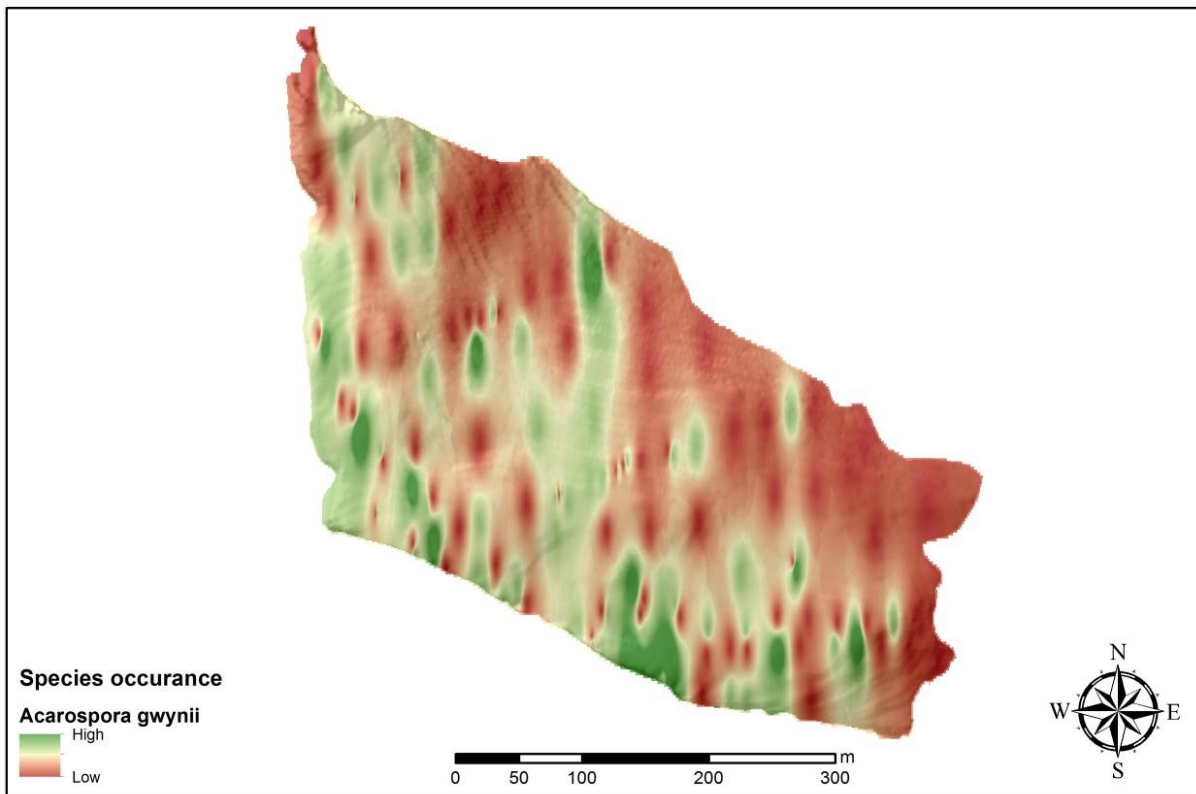 Species occurance
Acarospora gwynii
High
Low
0 50 100 200 300 m
N
W E
S